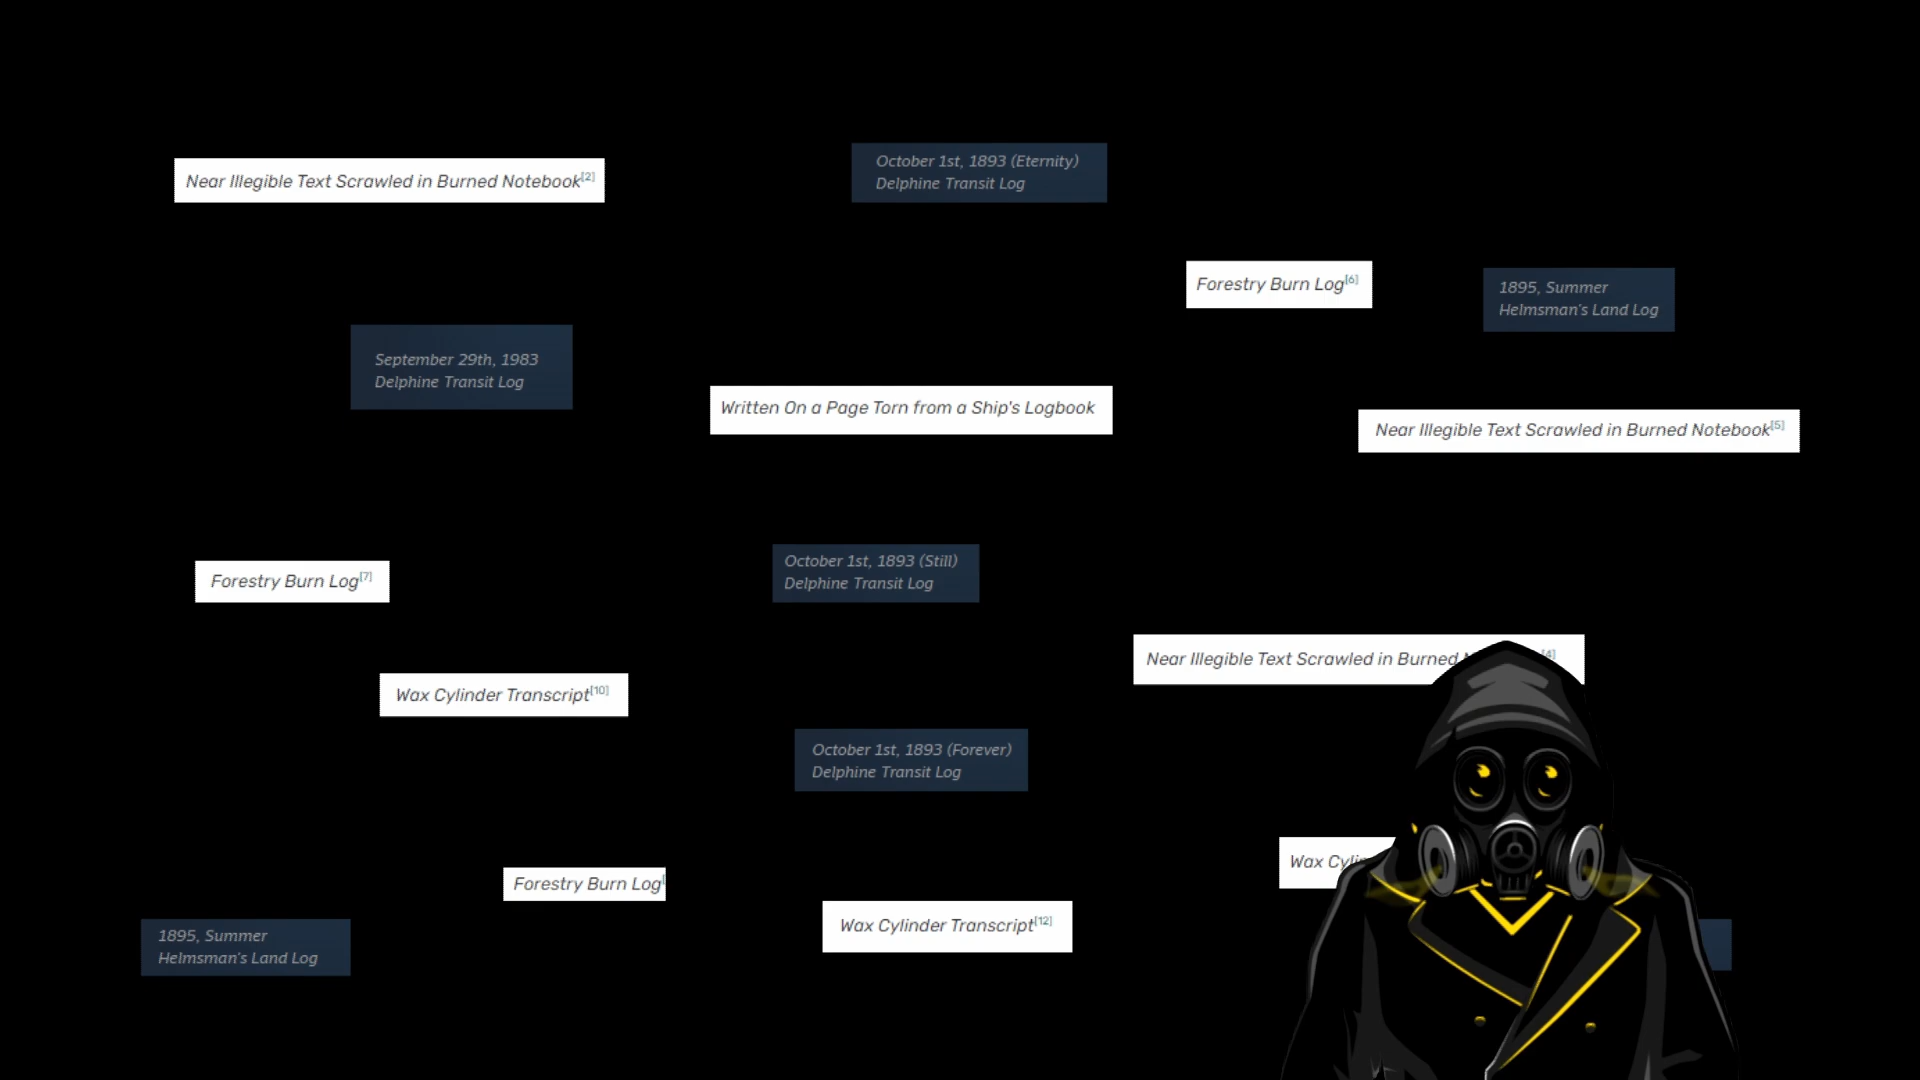 Near Illegible Text Scrawled in Burned Notebook[2]
October 1st, 1893 (Eternity)
Delphine Transit Log
Forestry Burn Log[6]
1895, Summer
Helmsman's Land Log
September 29th, 1983
Delphine Transit Log
Written On a Page Torn from a Ship's Logbook
Near Illegible Text Scrawled in Burned Notebook[5]
Forestry Burn Log[7]
October 1st, 1893 (Still)
Delphine Transit Log
Near Illegible Text Scrawled in Burned [4]
Wax Cylinder Transcript[10]
October 1st, 1893 (Forever)
Delphine Transit Log
Wax
Forestry Burn Log[
Wax Cylinder Transcript[12]
1895, Summer
Helmsman's Land Log